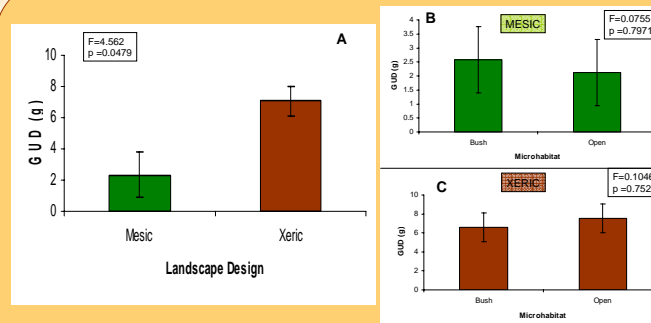 A
F=4.562
p =0.0479
10
8
6
4
2
0
GUD (g)
Mesic
Xeric
Landscape Design
B
MESIC
F=0.0755
p =0.7971
4
3.5
3
2.5
2
1.5
1
0.5
0
GUD (g)
Bush
Open
Microhabitat
C
XERIC
F=0.1046
p =0.752
10
8
6
4
2
0
GUD (g)
Bush
Open
Microhabitat